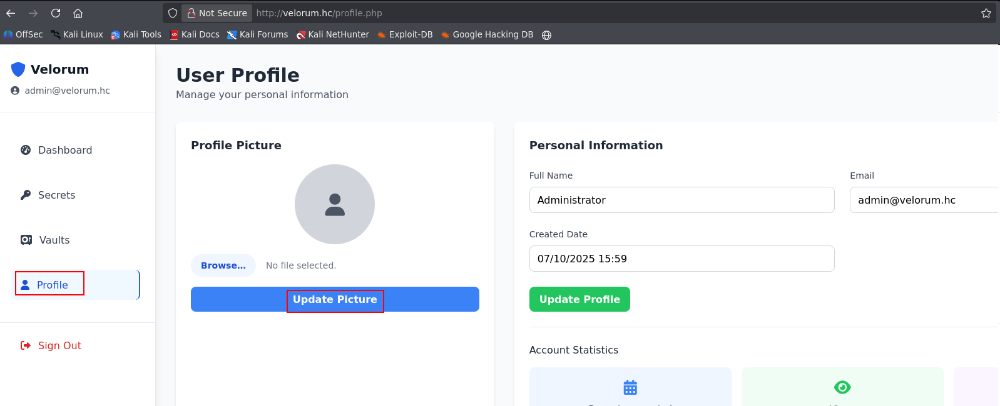 Not Secure http://velorum.hc/profile.php
OffSec Kali Linux Kali Tools Kali Docs Kali Forums Kali NetHunter Exploit-DB Google Hacking DB
Velorum
admin@velorum.hc
Dashboard
Secrets
Vaults
Profile
Sign Out
User Profile
Manage your personal information
Profile Picture
Browse...
No file selected.
Update Picture
Personal Information
Full Name
Email
Administrator
admin@velorum.hc
Created Date
07/10/2025 15:59
Update Profile
Account Statistics